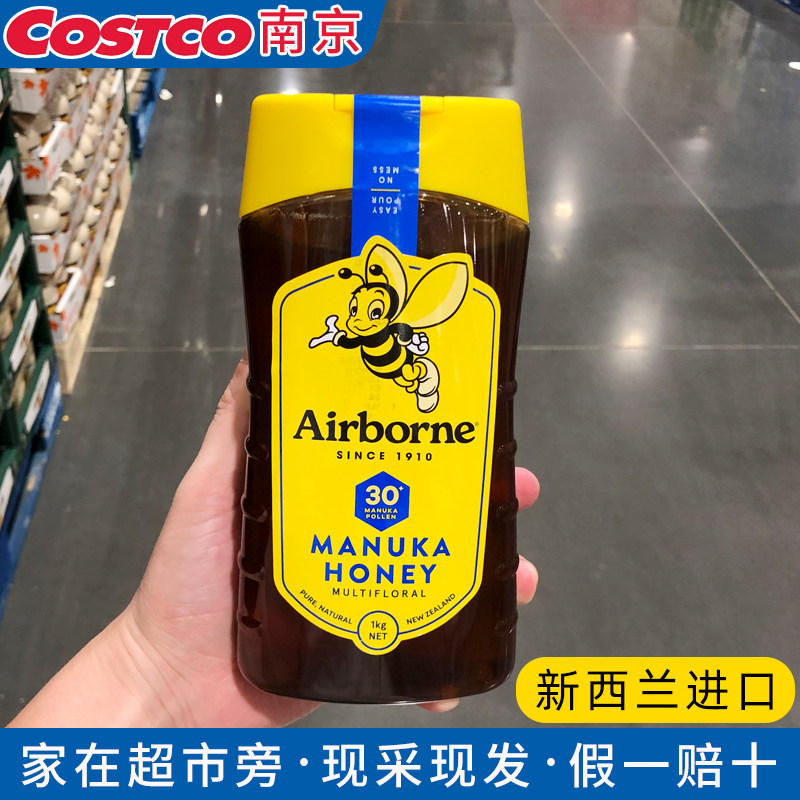 COSTCO南京
EASY POUR
NO MESS
Airborne®
SINCE 1910
30+
MANUKA
POLLEN
MANUKA
HONEY
MULTIFLORAL
PURE, NATURAL
NEW ZEALAND
1kg
NET
新西兰进口
家在超市旁·现采现发·假一赔十